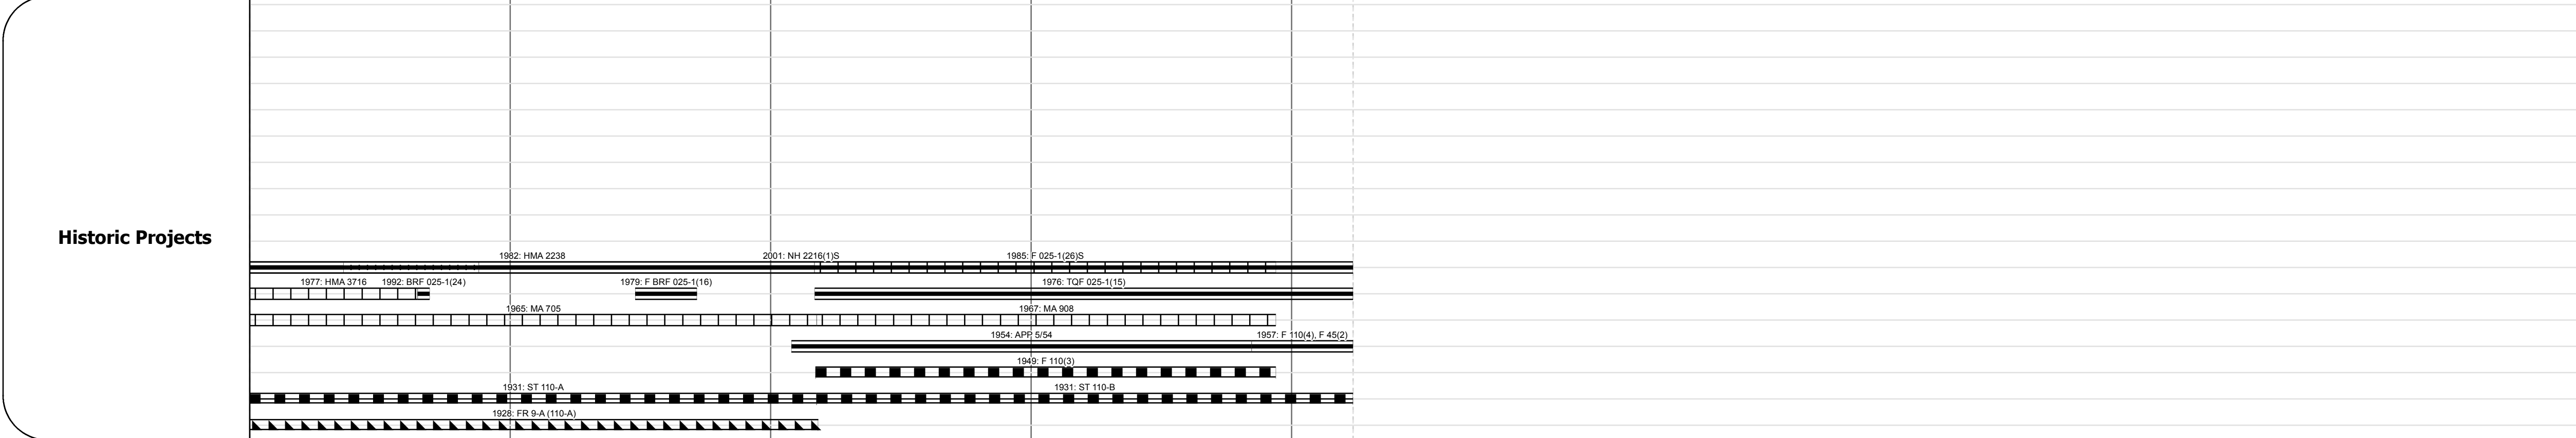 1982: HMA 2238 2001: NH 2216(1)S 1985: F 025-1(26)S
1977: HMA 3716 1992: BRF 025-1(24) 1979: F BRF 025-1(16) 1976: TQF 025-1(15)
Historic Projects
1965: MA 705 1967: MA 908
1954: APP 5/54 1957: F 110(4), F 45(2)
1949: F 110(3)
1931: ST 110-A 1931: ST 110-B
1928: FR 9-A (110-A)